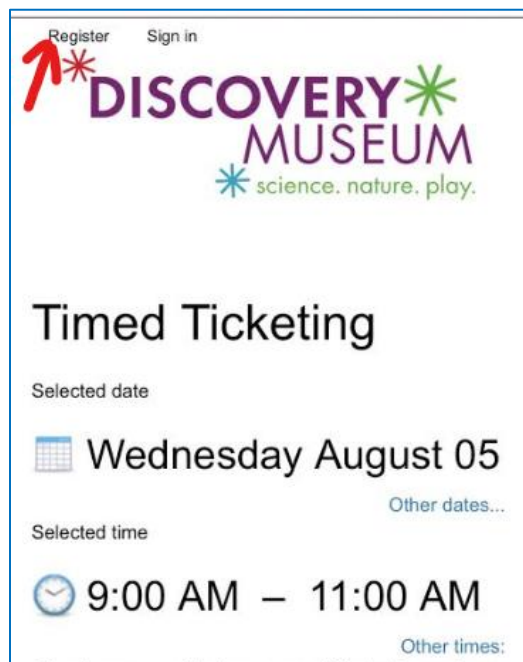 Register Sign in
DISCOVERY
MUSEUM
science. nature. play.
Timed Ticketing
Selected date
Wednesday August 05
Other dates...
Selected time
9:00 AM – 11:00 AM
Other times: